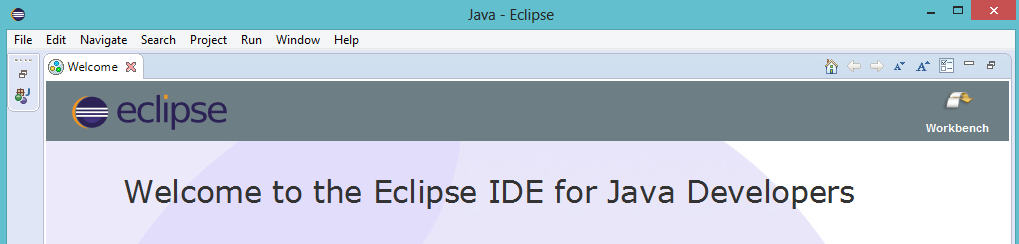 Java - Eclipse
File Edit Navigate Search Project Run Window Help
Welcome
eclipse
Workbench
Welcome to the Eclipse IDE for Java Developers